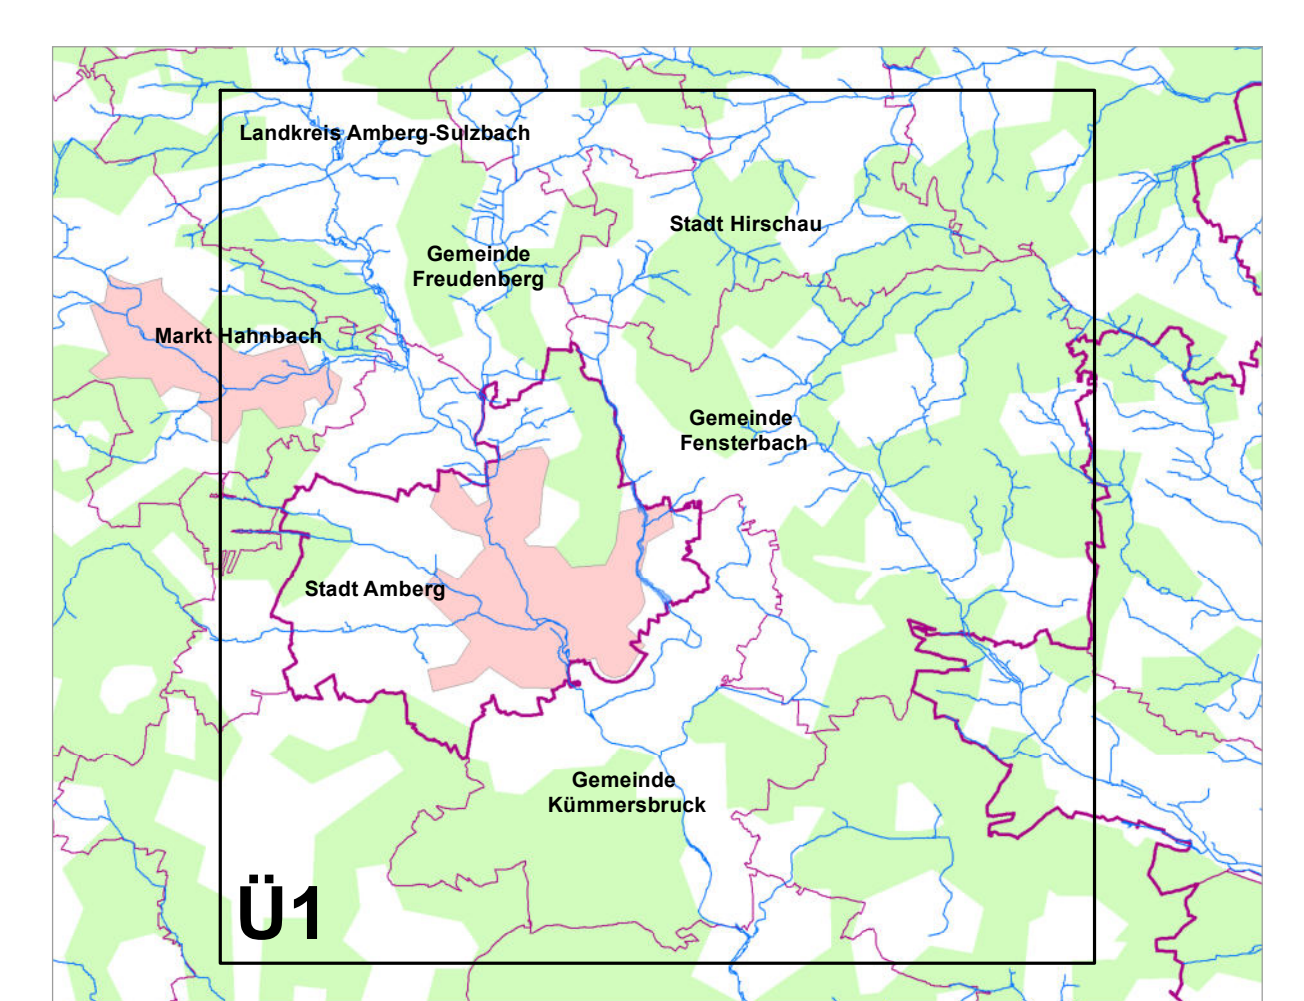 Landkreis Amberg-Sulzbach
Stadt Hirschau
Gemeinde
Freudenberg
Markt Hahnbach
Gemeinde
Fensterbach
Stadt Amberg
Gemeinde
Kümmersbruck
Ü1